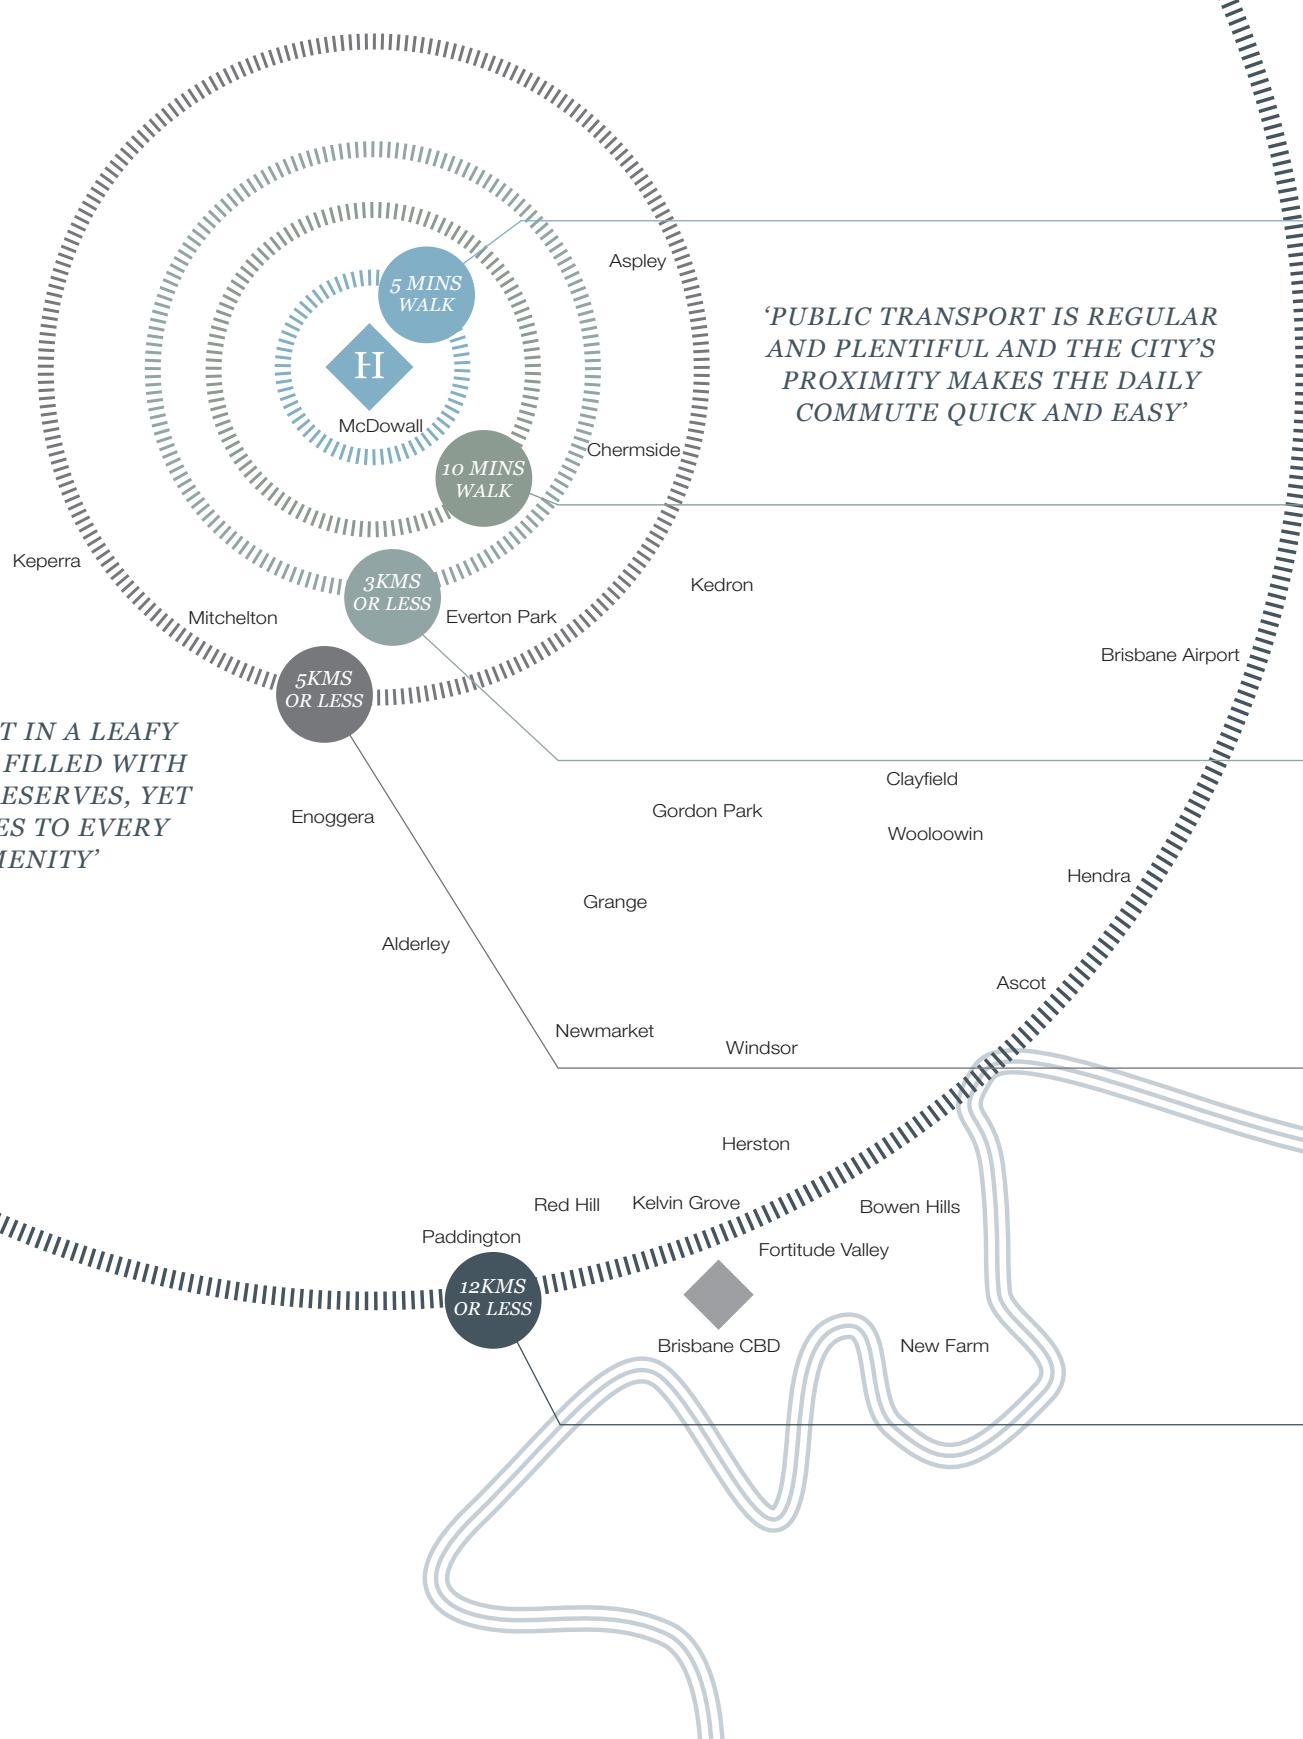 Aspley
5 MINS
WALK
‘PUBLIC TRANSPORT IS REGULAR
AND PLENTIFUL AND THE CITY’S
PROXIMITY MAKES THE DAILY
COMMUTE QUICK AND EASY’
H
McDowall
Chermside
10 MINS
WALK
Keperra
3KMS
OR LESS
Kedron
Mitchelton
Everton Park
Brisbane Airport
5KMS
OR LESS
T IN A LEAFY
FILLED WITH
ESERVES, YET
ES TO EVERY
MENITY’
Clayfield
Gordon Park
Enoggera
Wooloowin
Hendra
Grange
Alderley
Ascot
Newmarket
Windsor
Herston
Red Hill
Kelvin Grove
Bowen Hills
Paddington
Fortitude Valley
12KMS
OR LESS
Brisbane CBD
New Farm